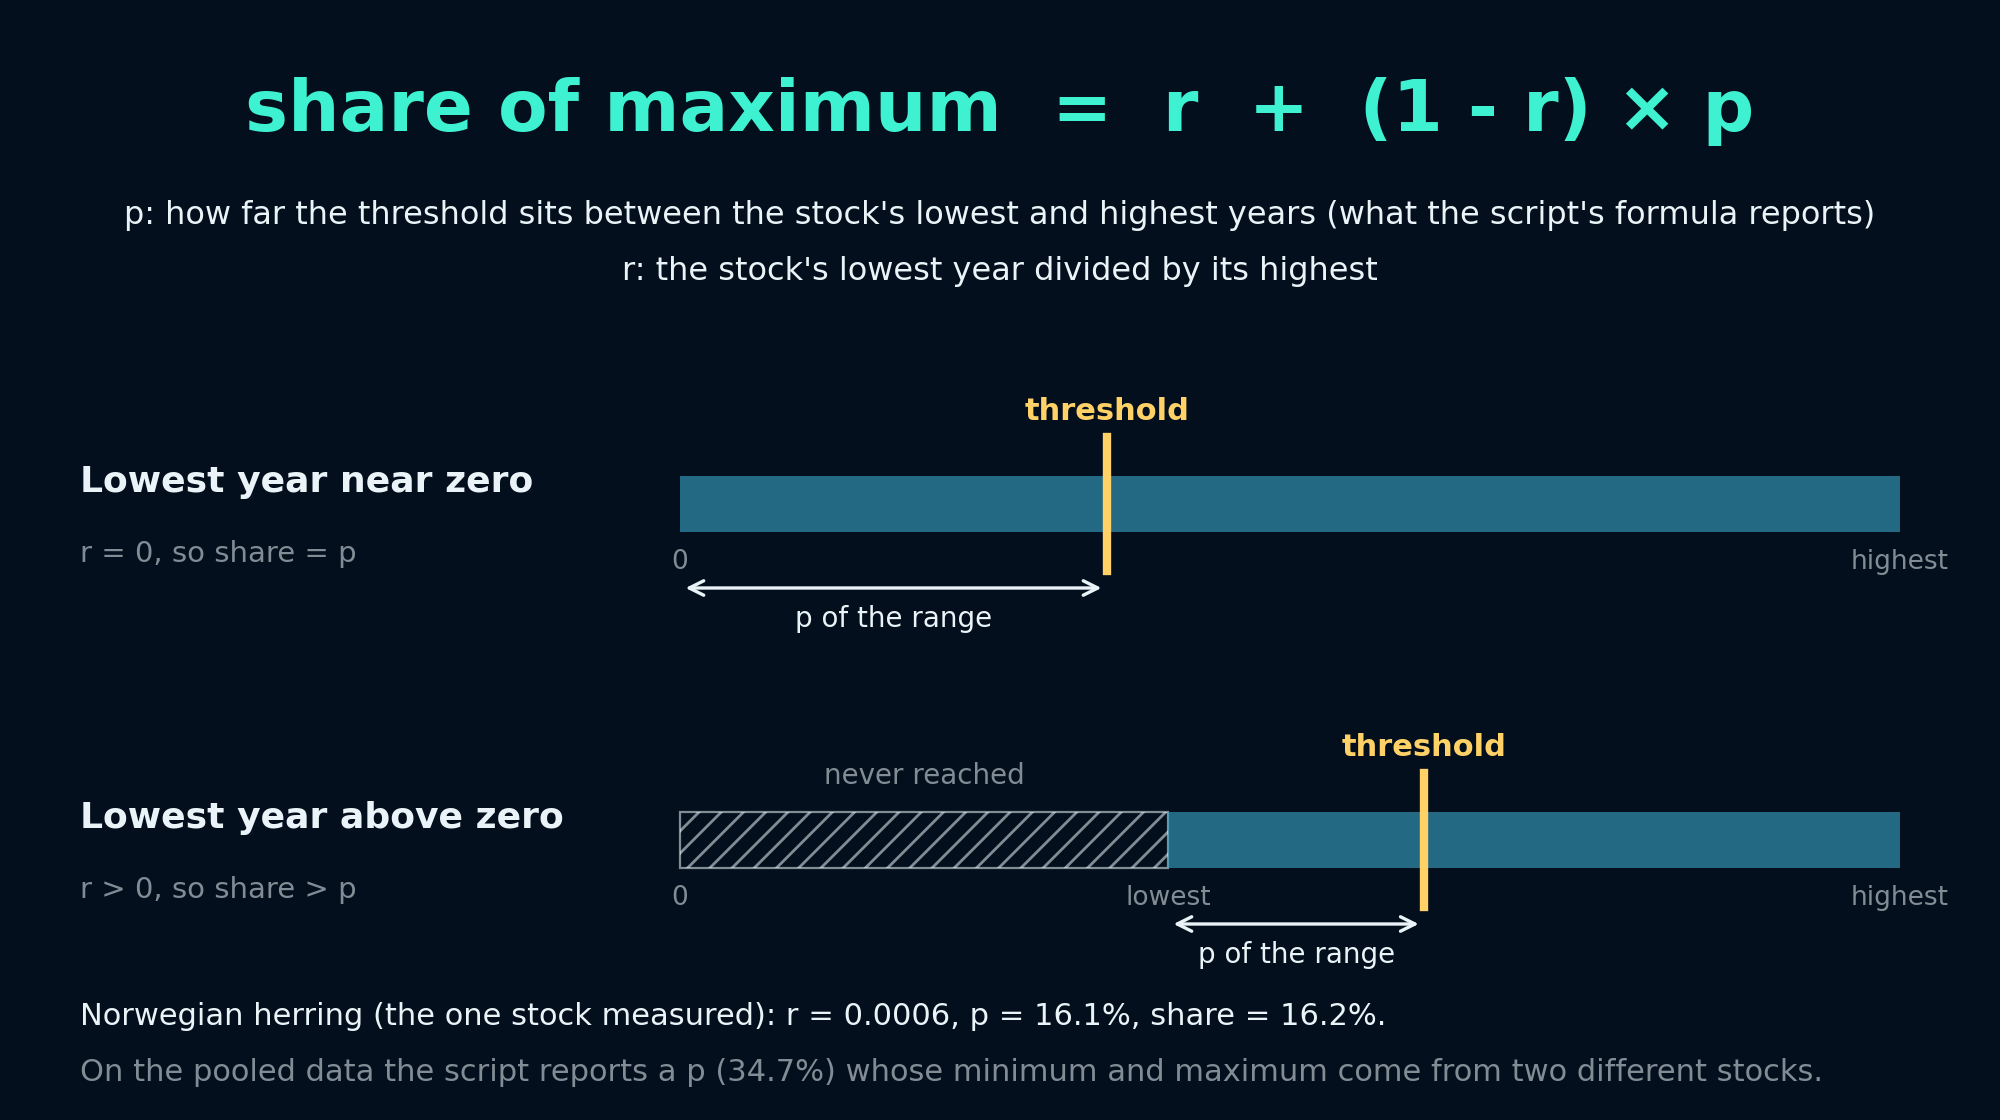 share of maximum = r + (1 - r) × p
p: how far the threshold sits between the stock's lowest and highest years (what the script's formula reports)
r: the stock's lowest year divided by its highest
threshold
Lowest year near zero
r = 0, so share = p
0
highest
p of the range
threshold
never reached
Lowest year above zero
r > 0, so share > p
0
lowest
highest
p of the range
Norwegian herring (the one stock measured): r = 0.0006, p = 16.1%, share = 16.2%.
On the pooled data the script reports a p (34.7%) whose minimum and maximum come from two different stocks.